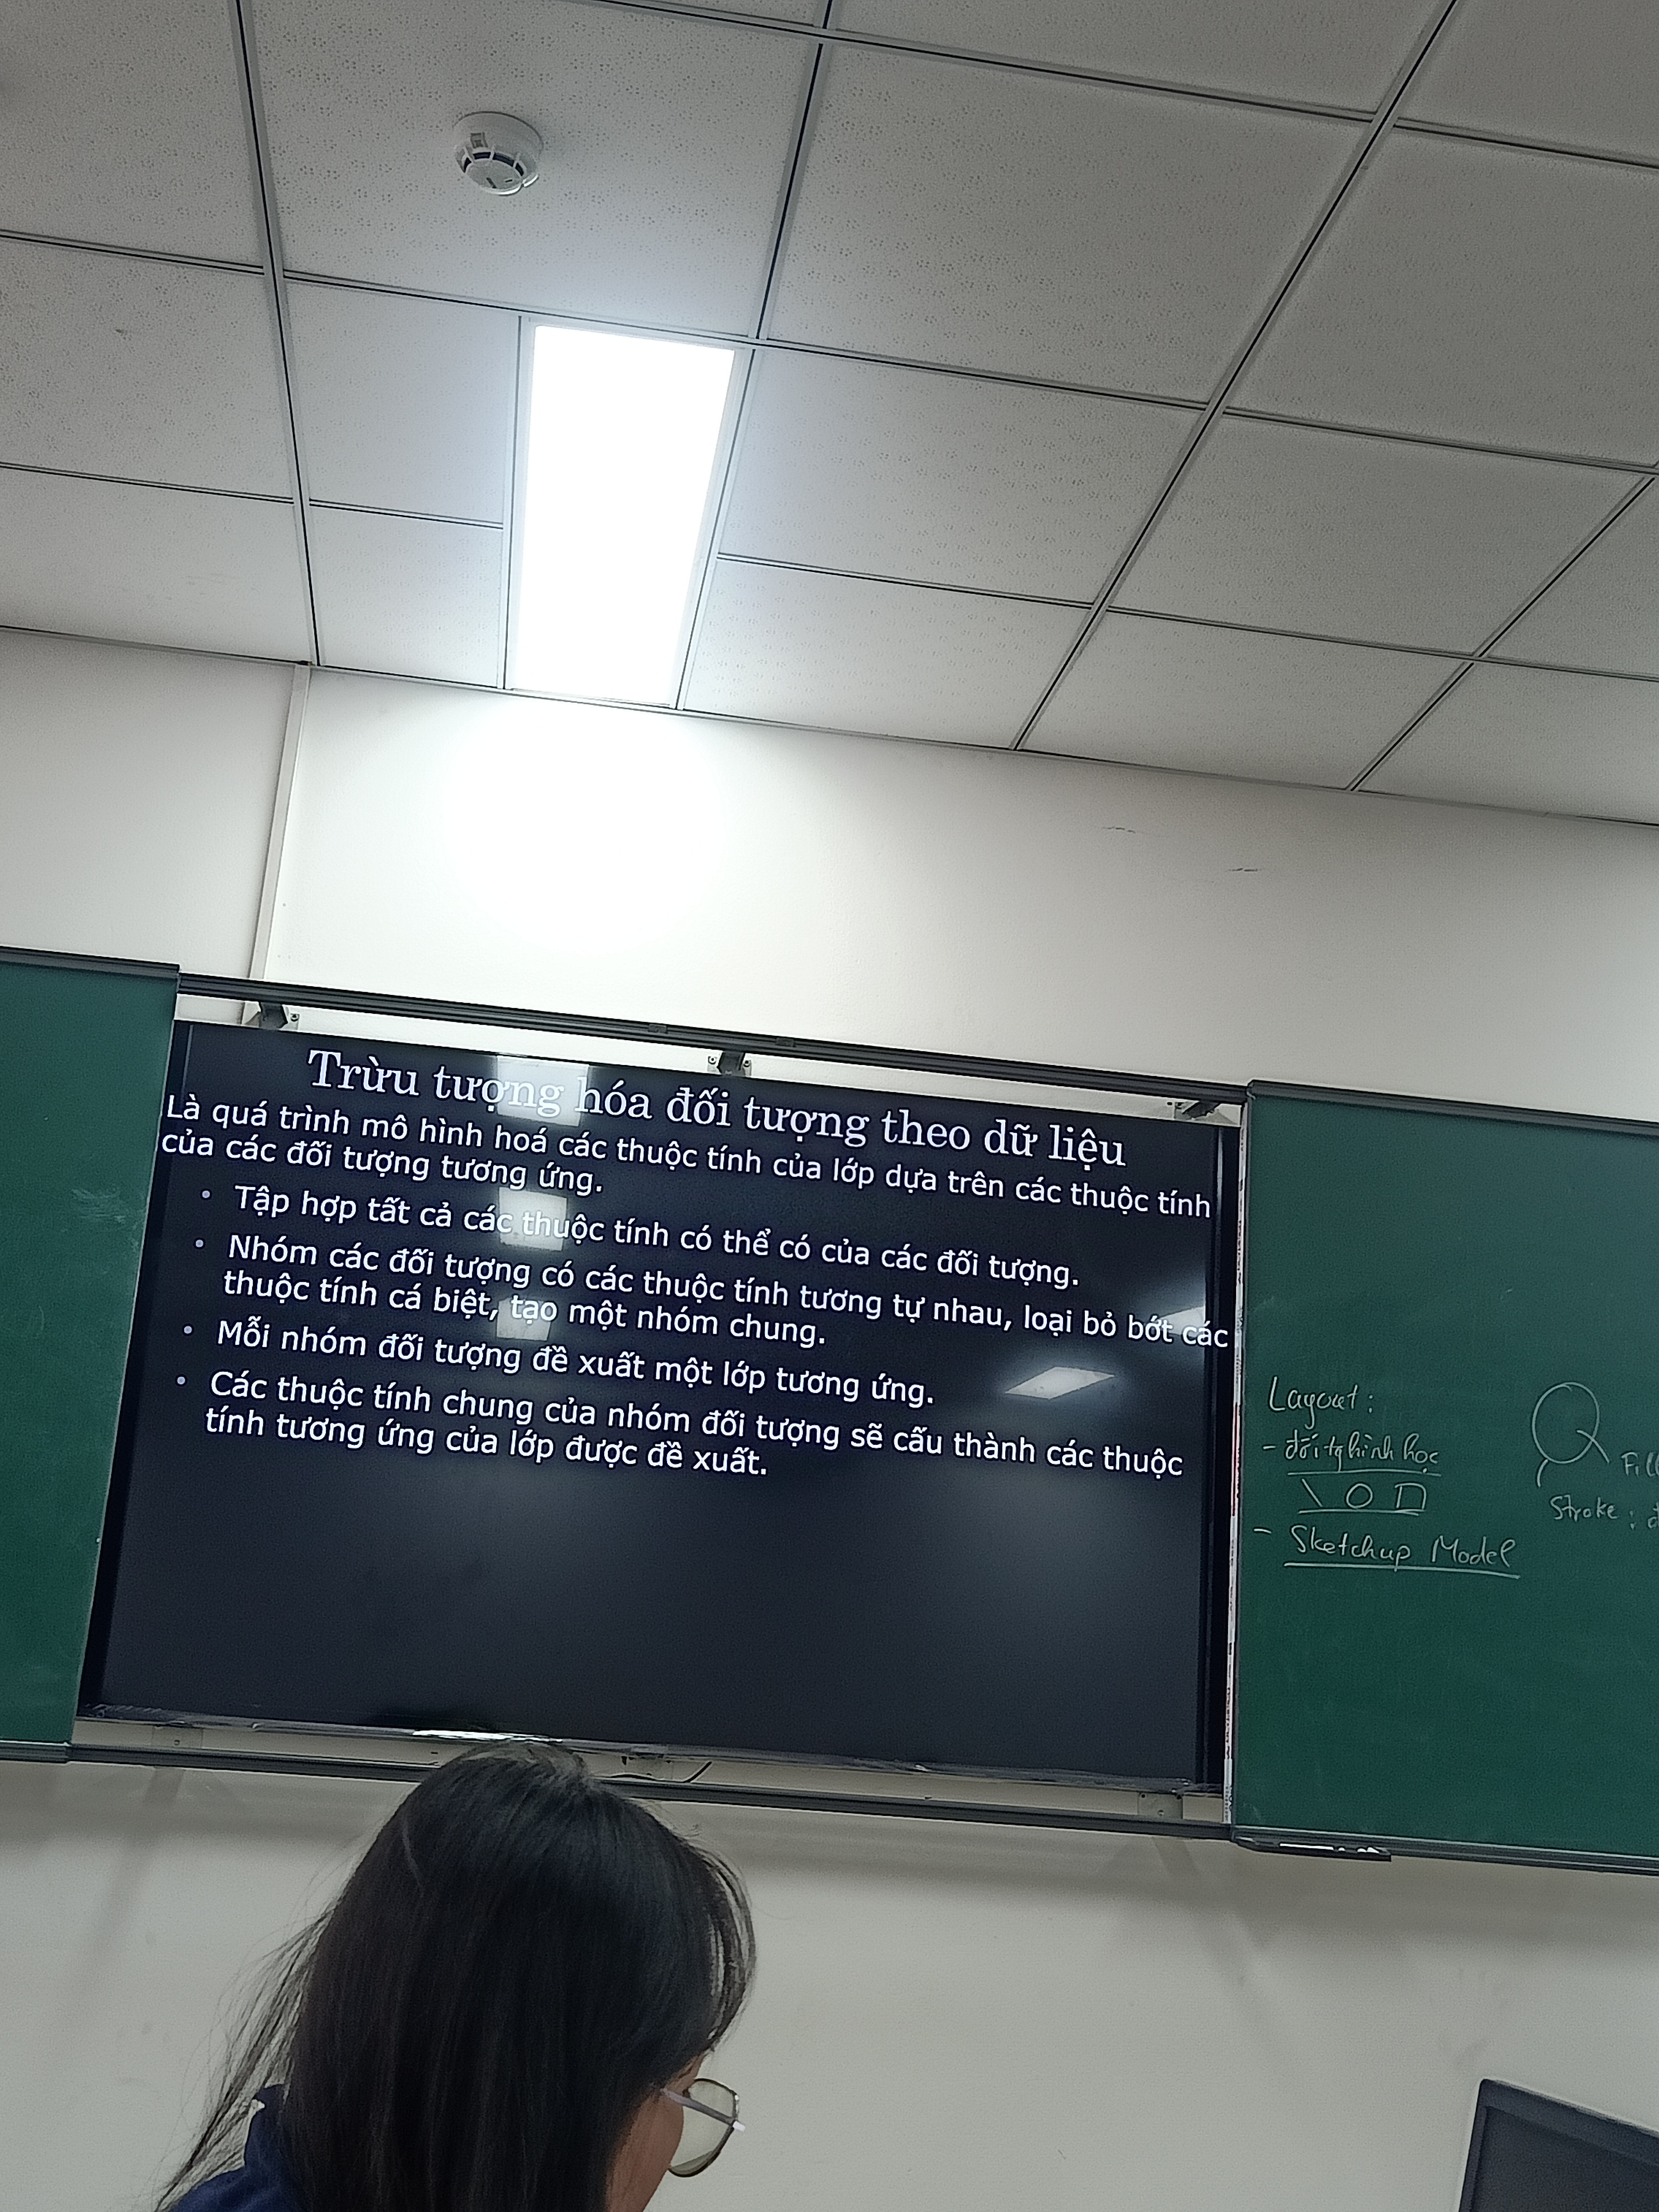 Trừu tượng hóa đối tượng theo dữ liệu
Là quá trình mô hình hoá các thuộc tính của lớp dựa trên các thuộc tính
của các đối tượng tương ứng.
• Tập hợp tất cả các thuộc tính có thể có của các đối tượng.
• Nhóm các đối tượng có các thuộc tính tương tự nhau, loại bỏ bớt các
thuộc tính cá biệt, tạo một nhóm chung.
• Mỗi nhóm đối tượng đề xuất một lớp tương ứng.
• Các thuộc tính chung của nhóm đối tượng sẽ cấu thành các thuộc
tính tương ứng của lớp được đề xuất.
Layout:
- đối tg hình học
- Sketchup Model
Stroke: